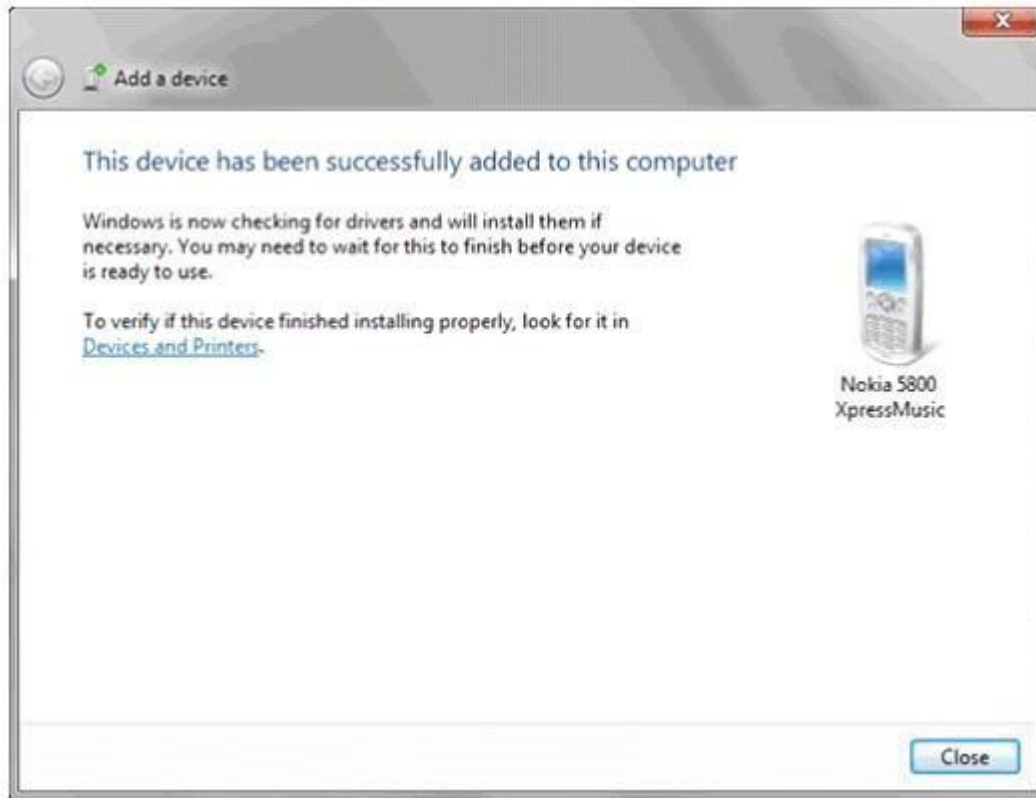 Add a device
This device has been successfully added to this computer
Windows is now checking for drivers and will install them if
necessary. You may need to wait for this to finish before your device
is ready to use.
To verify if this device finished installing properly, look for it in
Devices and Printers.
Nokia 5800
XpressMusic
Close